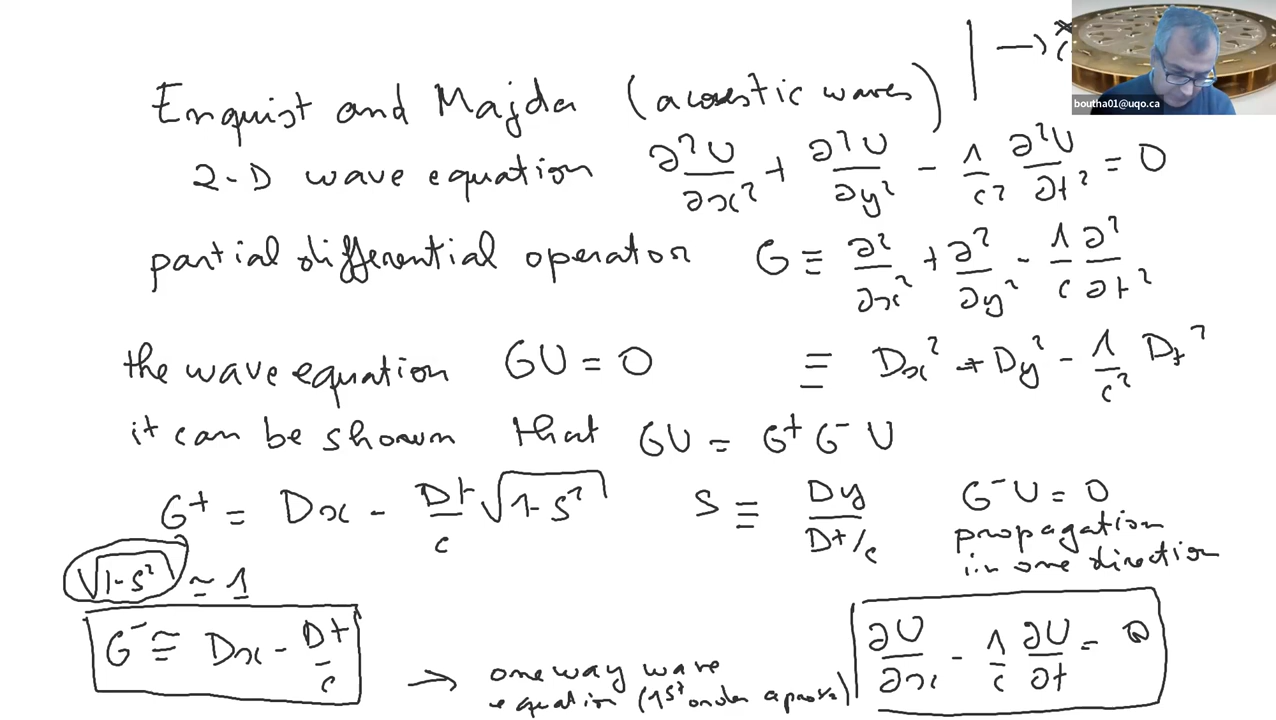 Enquist and Majda (acoustic waves) | →
boutha01@uqo.ca
2-D wave equation ∂²U/∂x² + ∂²U/∂y² - 1/c² ∂²U/∂t² = 0
partial differential operator G ≡ ∂²/∂x² + ∂²/∂y² - 1/c ∂²/∂t²
the wave equation GU = 0 ≡ Dx² + Dy² - 1/c² Dt²
it can be shown that GU = G⁺ G⁻ U
G⁺ = Dx - Dt/c √(1-S²) S ≡ Dy/(Dt/c) G⁻U = 0
propagation
in one direction
√(1-S²) ≃ 1
G⁻ ≅ Dx - Dt/c
→ one way wave
equation (1st order aprox) ∂U/∂x - 1/c ∂U/∂t = 0